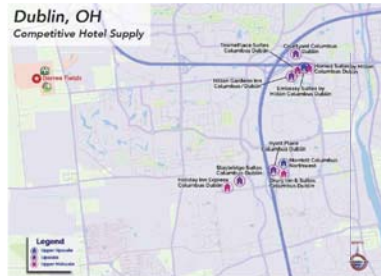 Dublin, OH
Competitive Hotel Supply
TownePlace Suites
Columbus Dublin
Courtyard Columbus
Dublin
Homed Suites by Hilton
Columbus Dublin
Hilton Gardens Inn
Columbus/Dublin
Embassy Suites by
Hilton Columbus Dublin
Darree Fields
Hyatt Place
Columbus/Dublin
Staybridge Suites
Columbus Dublin
Marriott Columbus
Northwest
Holiday Inn Express
Columbus Dublin
Drury Inn & Suites
Columbus Dublin
Legend
Upper Upscale
Upscale
Upper Midscale